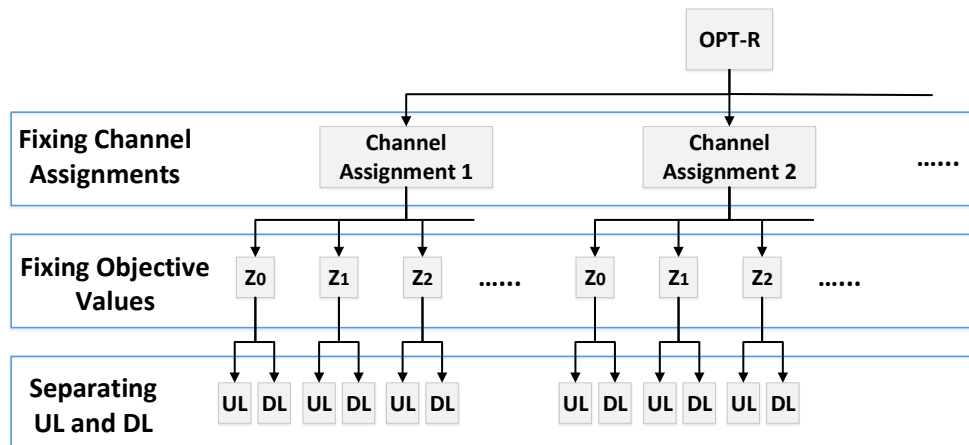 OPT-R
Fixing Channel
Assignments
Channel
Assignment 1
Channel
Assignment 2
......
Fixing Objective
Values
Z0 Z1 Z2 ...... Z0 Z1 Z2 ......
Separating
UL and DL
UL DL UL DL UL DL UL DL UL DL UL DL